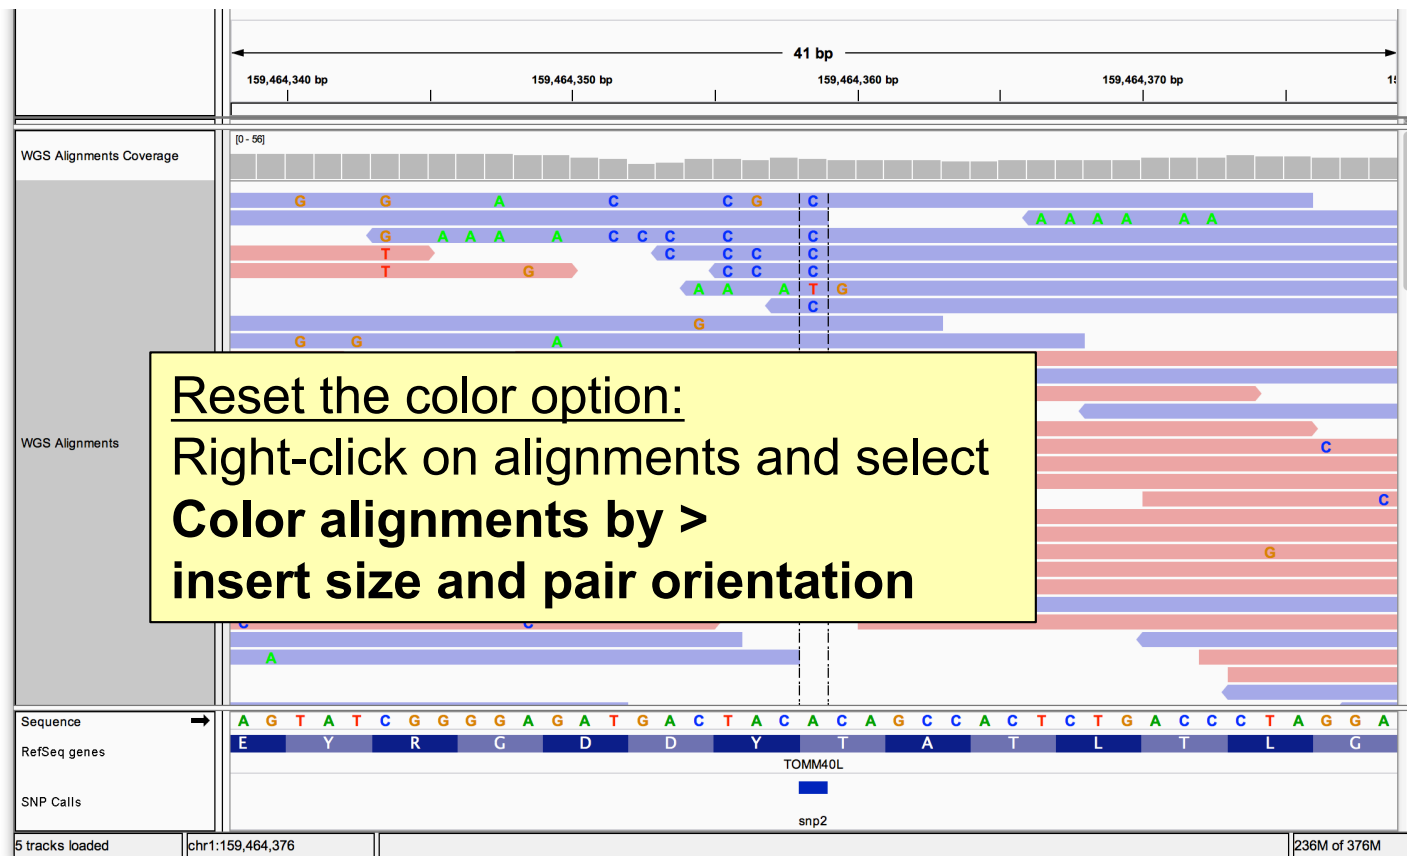 41 bp
159,464,340 bp 159,464,350 bp 159,464,360 bp 159,464,370 bp
[0 - 56]
WGS Alignments Coverage
G G A C C G C
A A A A A A
G A A A A C C C C C
T C C C C
T G C C C
A A A T G
C
G
G G A
Reset the color option:
Right-click on alignments and select
WGS Alignments
C
Color alignments by >
C
G
insert size and pair orientation
C C
A
Sequence A G T A T C G G G G A G A T G A C T A C A C A G C C A C T C T G A C C C T A G G A
RefSeq genes E Y R G D D Y T A T L T L G
TOMM40L
SNP Calls
snp2
5 tracks loaded chr1:159,464,376 236M of 376M